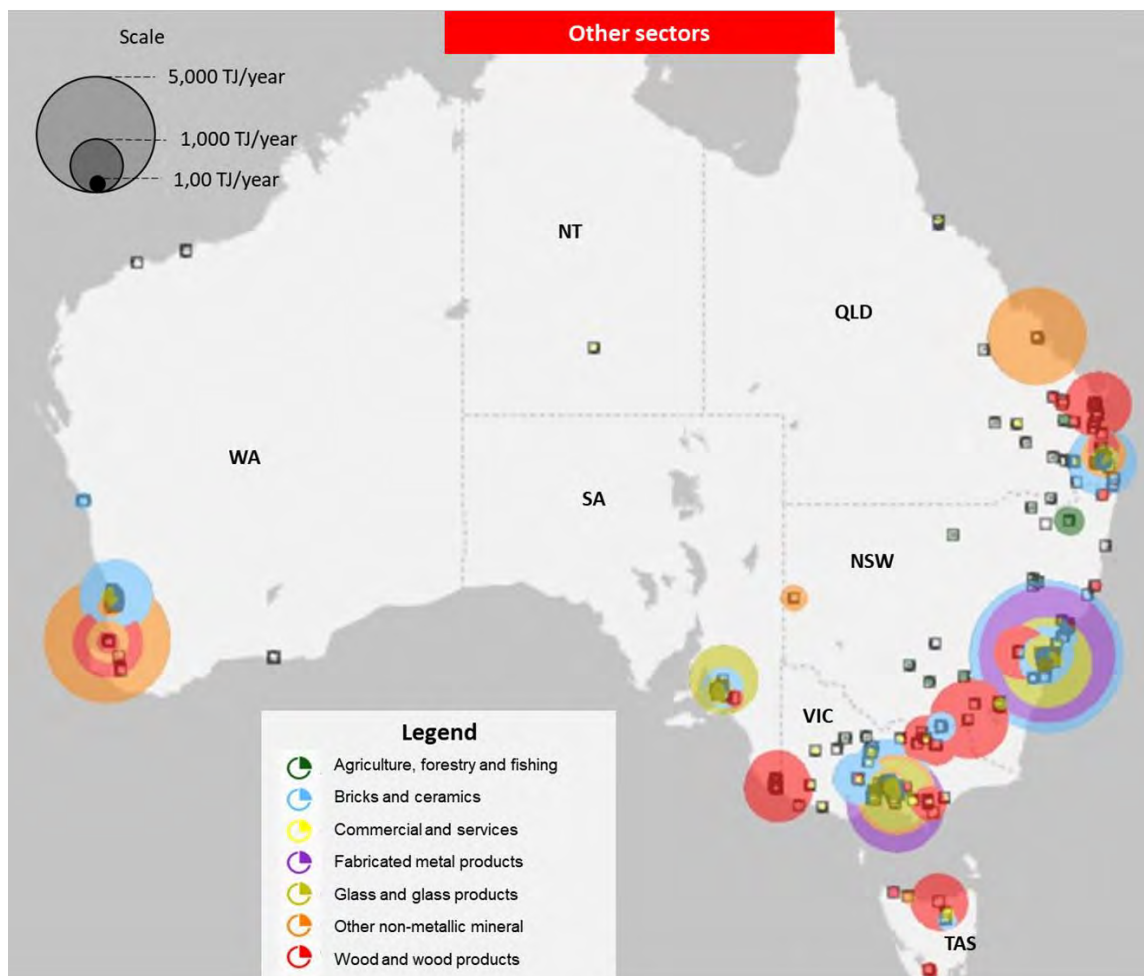 Other sectors
Scale
5,000 TJ/year
1,000 TJ/year
1,00 TJ/year
NT
QLD
WA
SA
NSW
VIC
TAS
Legend
Agriculture, forestry and fishing
Bricks and ceramics
Commercial and services
Fabricated metal products
Glass and glass products
Other non-metallic mineral
Wood and wood products